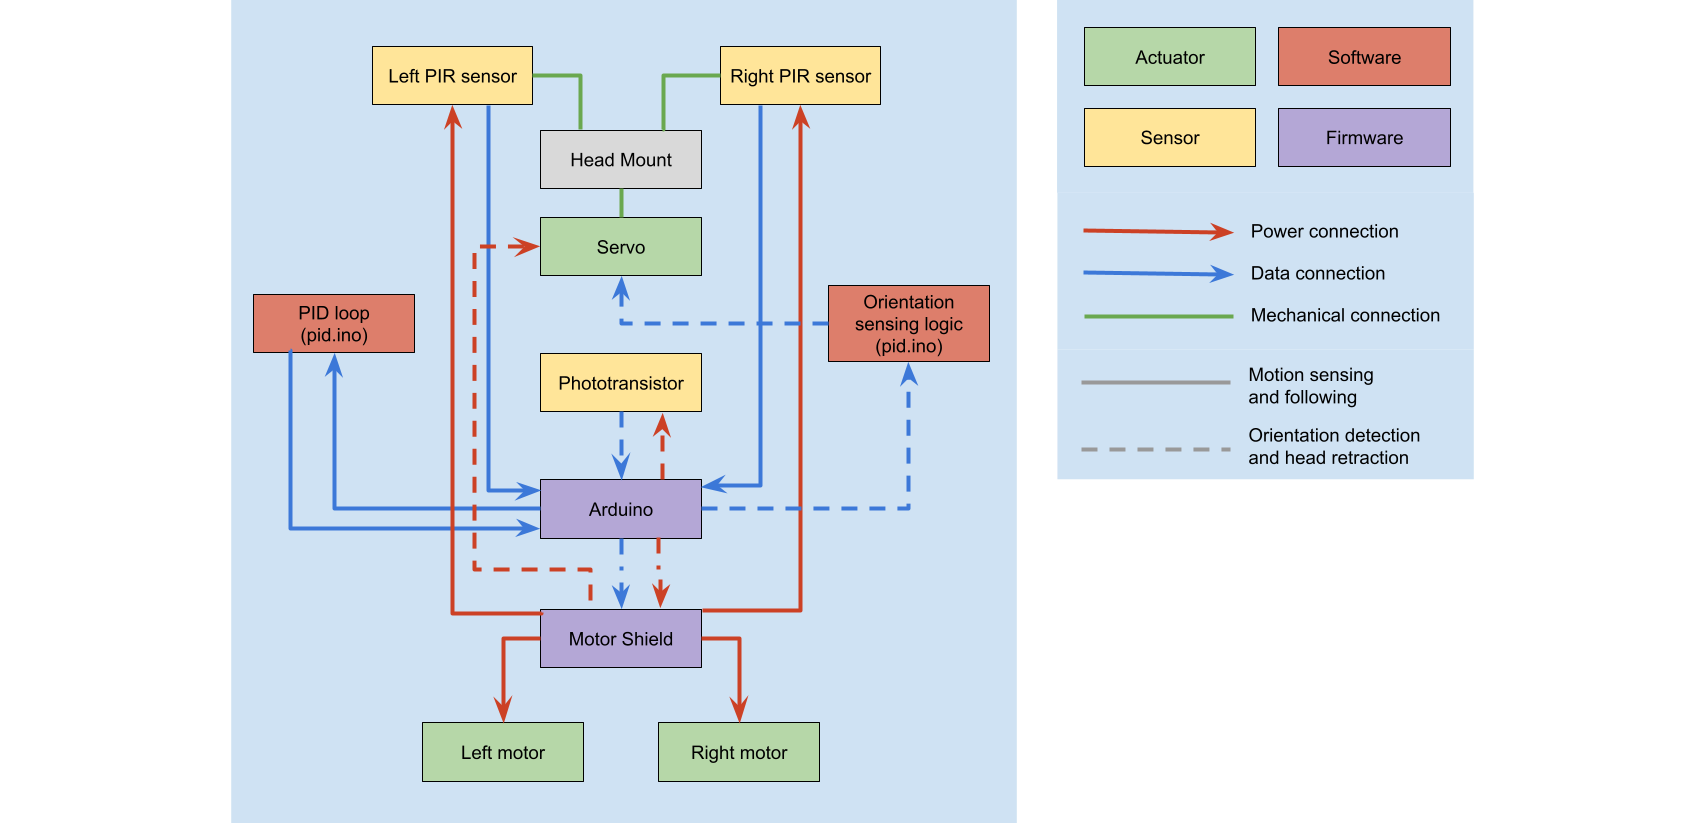 Left PIR sensor
Right PIR sensor
Head Mount
Servo
PID loop
(pid.ino)
Orientation
sensing logic
(pid.ino)
Phototransistor
Arduino
Motor Shield
Left motor
Right motor
Actuator
Software
Sensor
Firmware
Power connection
Data connection
Mechanical connection
Motion sensing
and following
Orientation detection
and head retraction